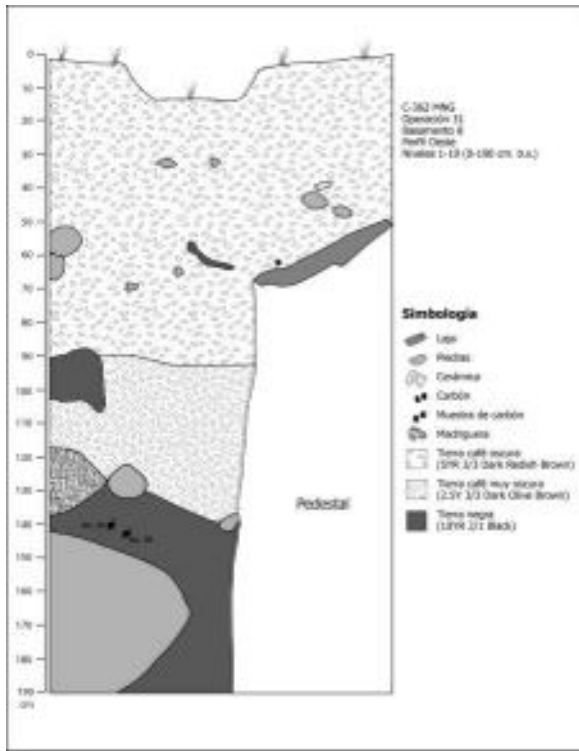 0
10
20
30
40
50
60
70
80
90
100
110
120
130
140
150
160
170
180
190
cm
C-362 MNG
Operación 31
Basamento 8
Perfil Oeste
Niveles 1-19 (0-190 cm. b.s.)
Simbología
Laja
Piedras
Cerámica
Carbón
Muestra de carbón
Madriguera
Tierra café oscura
(5YR 3/3 Dark Redish Brown)
Tierra café muy oscura
(2.5Y 3/3 Dark Olive Brown)
Tierra negra
(10YR 2/1 Black)
Pedestal